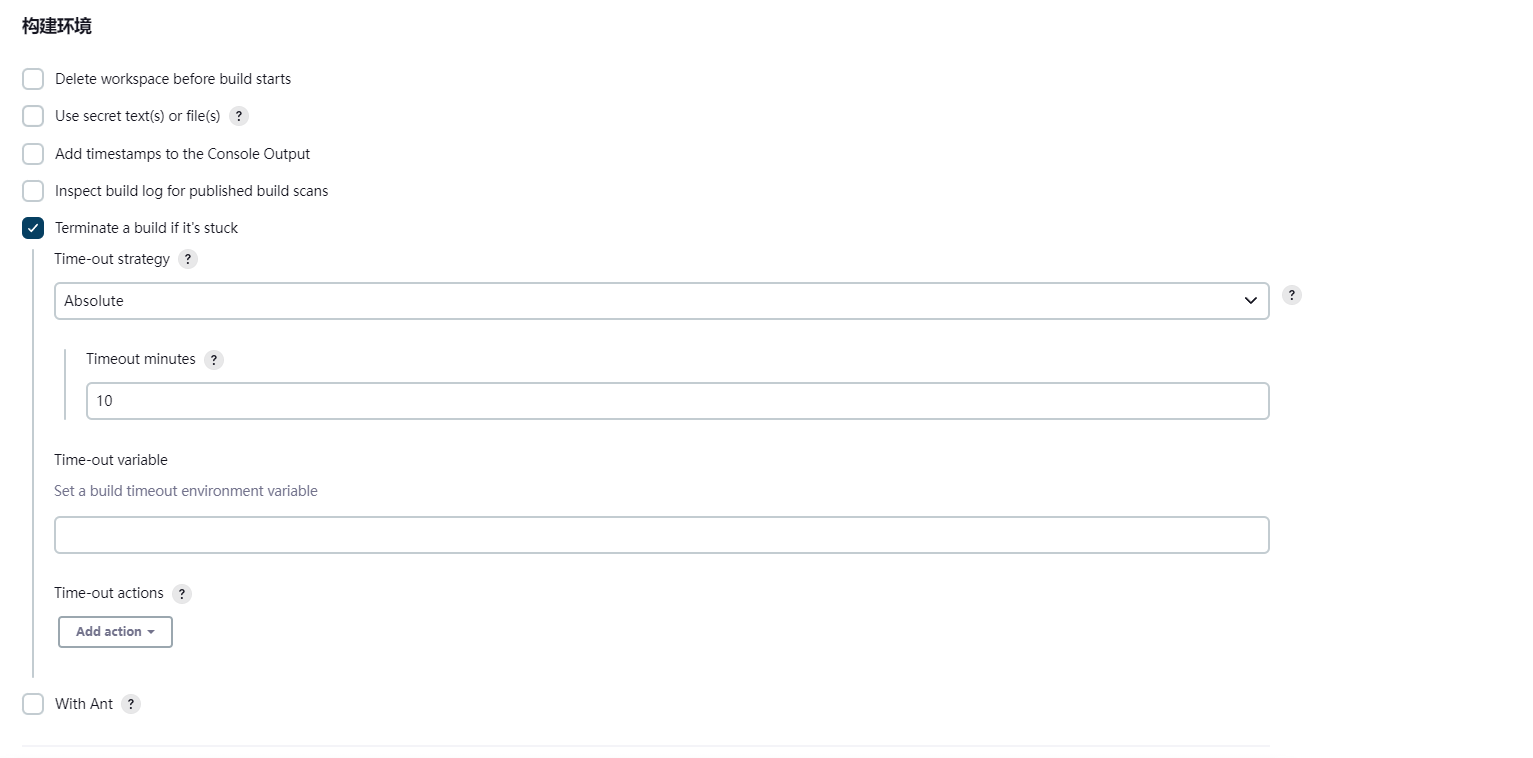 构建环境
Delete workspace before build starts
Use secret text(s) or file(s) ?
Add timestamps to the Console Output
Inspect build log for published build scans
Terminate a build if it's stuck
Time-out strategy ?
Absolute ?
Timeout minutes ?
10
Time-out variable
Set a build timeout environment variable
Time-out actions ?
Add action
With Ant ?